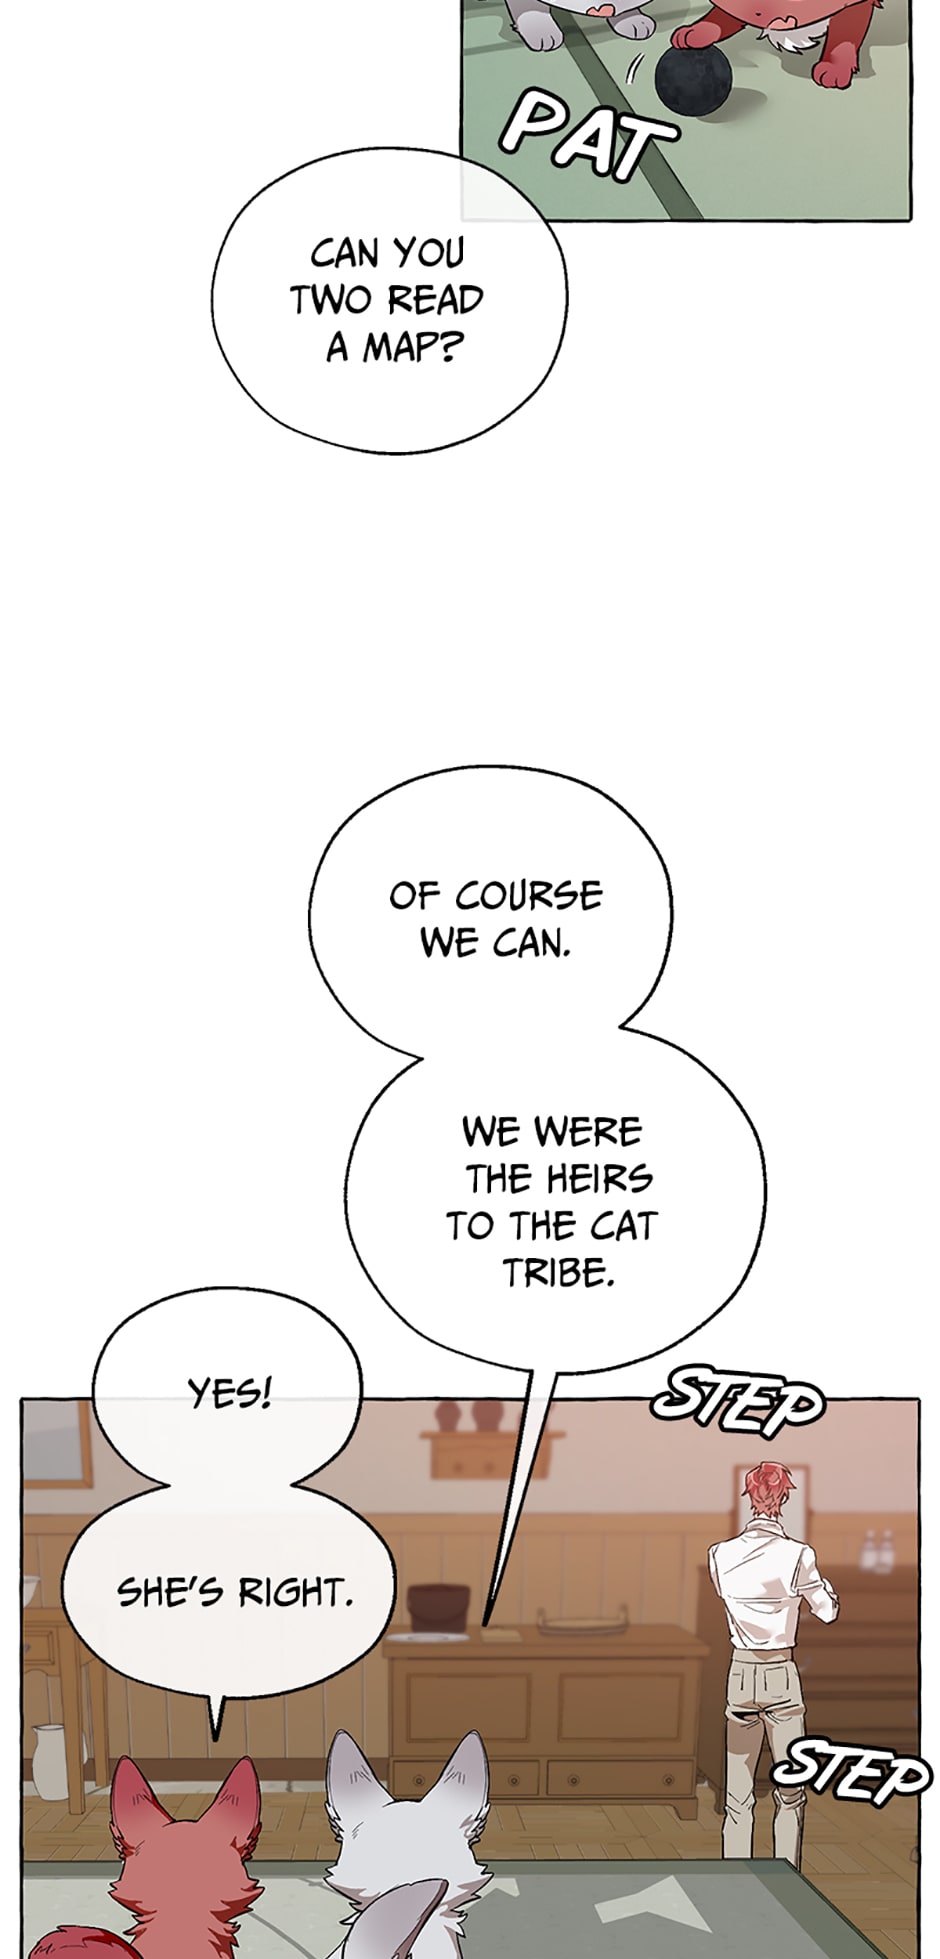 PAT
CAN YOU
TWO READ
A MAP?
OF COURSE
WE CAN.
WE WERE
THE HEIRS
TO THE CAT
TRIBE.
YES!
SHE'S RIGHT.
STEP
STEP